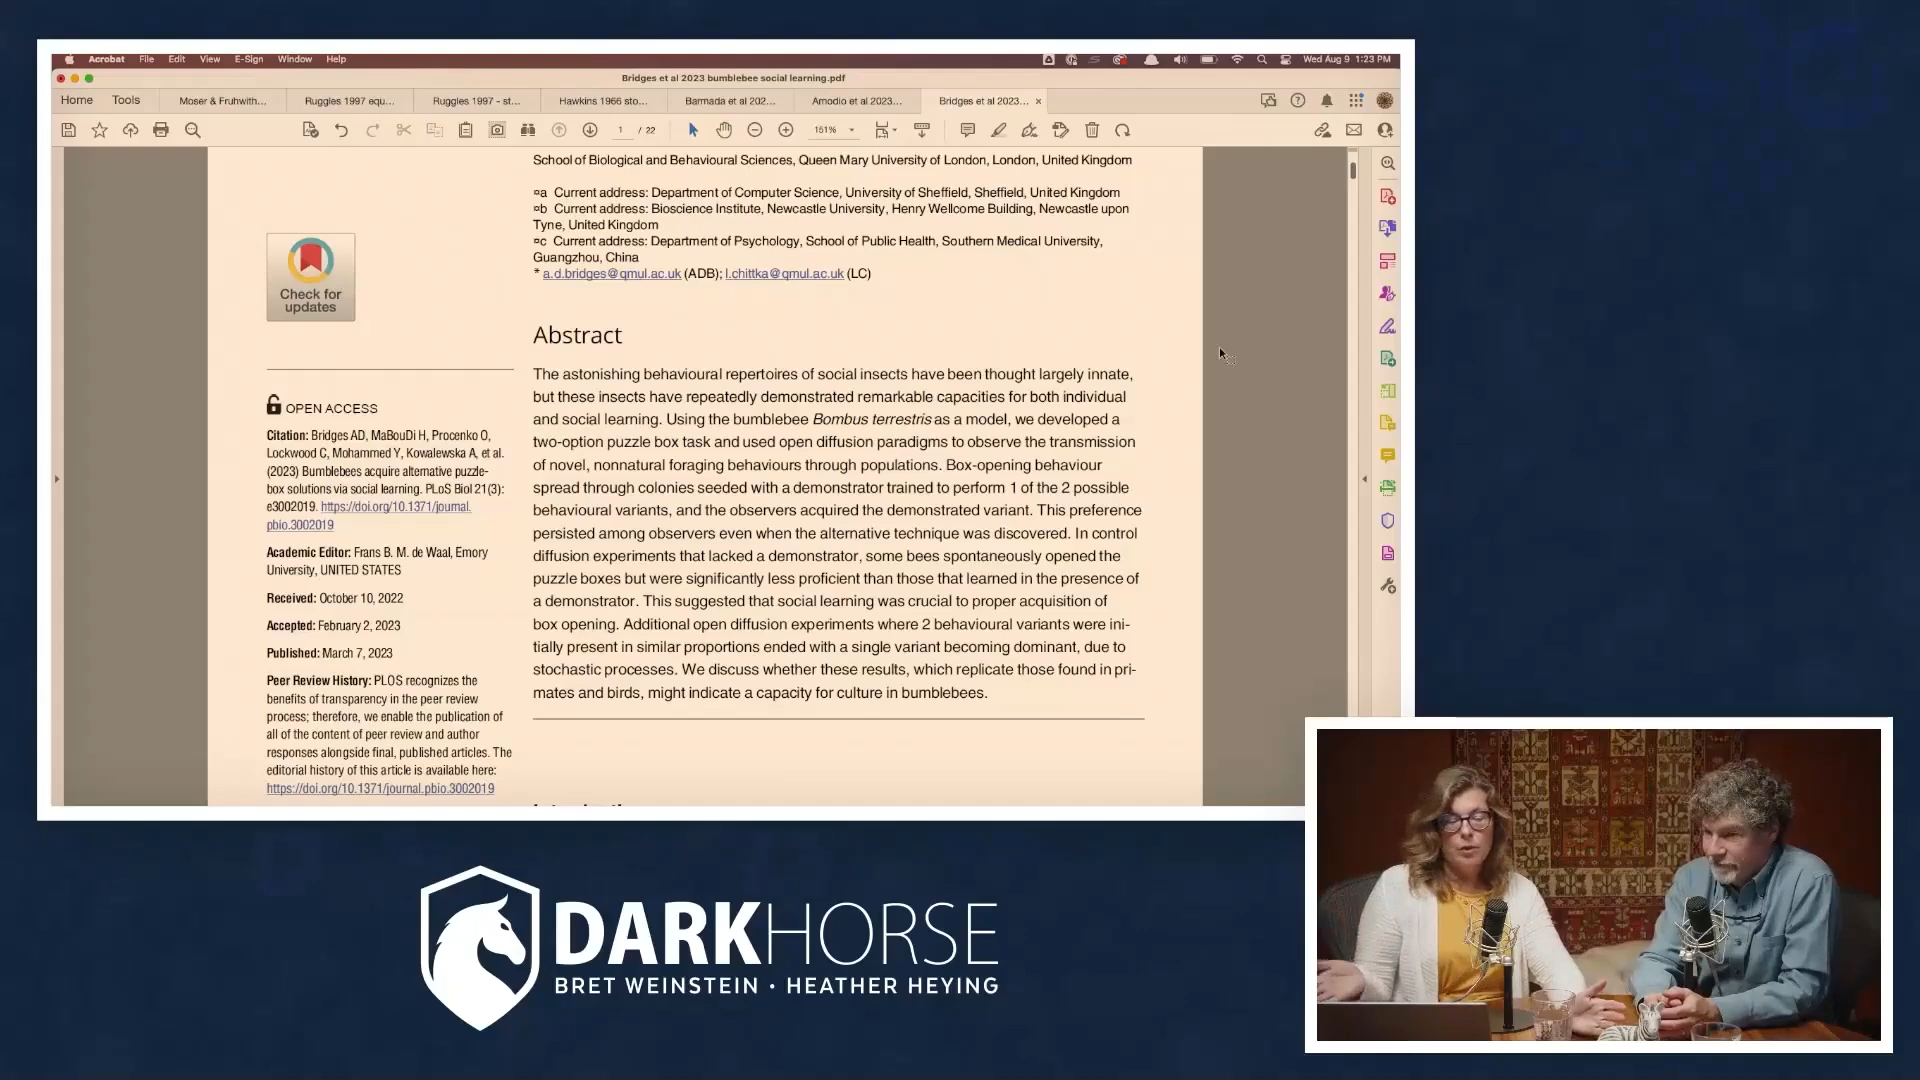 Acrobat File Edit View E-Sign Window Help
Wed Aug 9 1:23 PM
Bridges et al 2023 bumblebee social learning.pdf
Home Tools Moser & Fruhwith... Ruggles 1997 equ... Ruggles 1997 - st... Hawkins 1966 sto... Barmada et al 202... Amodio et al 2023... Bridges et al 2023... ×
1 / 22 151%
School of Biological and Behavioural Sciences, Queen Mary University of London, London, United Kingdom
¤a Current address: Department of Computer Science, University of Sheffield, Sheffield, United Kingdom
¤b Current address: Bioscience Institute, Newcastle University, Henry Wellcome Building, Newcastle upon
Tyne, United Kingdom
¤c Current address: Department of Psychology, School of Public Health, Southern Medical University,
Guangzhou, China
* a.d.bridges@qmul.ac.uk (ADB); l.chittka@qmul.ac.uk (LC)
Check for
updates
OPEN ACCESS
Citation: Bridges AD, MaBouDi H, Procenko O,
Lockwood C, Mohammed Y, Kowalewska A, et al.
(2023) Bumblebees acquire alternative puzzle-
box solutions via social learning. PLoS Biol 21(3):
e3002019. https://doi.org/10.1371/journal.
pbio.3002019
Academic Editor: Frans B. M. de Waal, Emory
University, UNITED STATES
Received: October 10, 2022
Accepted: February 2, 2023
Published: March 7, 2023
Peer Review History: PLOS recognizes the
benefits of transparency in the peer review
process; therefore, we enable the publication of
all of the content of peer review and author
responses alongside final, published articles. The
editorial history of this article is available here:
https://doi.org/10.1371/journal.pbio.3002019
Abstract
The astonishing behavioural repertoires of social insects have been thought largely innate,
but these insects have repeatedly demonstrated remarkable capacities for both individual
and social learning. Using the bumblebee Bombus terrestris as a model, we developed a
two-option puzzle box task and used open diffusion paradigms to observe the transmission
of novel, nonnatural foraging behaviours through populations. Box-opening behaviour
spread through colonies seeded with a demonstrator trained to perform 1 of the 2 possible
behavioural variants, and the observers acquired the demonstrated variant. This preference
persisted among observers even when the alternative technique was discovered. In control
diffusion experiments that lacked a demonstrator, some bees spontaneously opened the
puzzle boxes but were significantly less proficient than those that learned in the presence of
a demonstrator. This suggested that social learning was crucial to proper acquisition of
box opening. Additional open diffusion experiments where 2 behavioural variants were ini-
tially present in similar proportions ended with a single variant becoming dominant, due to
stochastic processes. We discuss whether these results, which replicate those found in pri-
mates and birds, might indicate a capacity for culture in bumblebees.
DARKHORSE
BRET WEINSTEIN • HEATHER HEYING